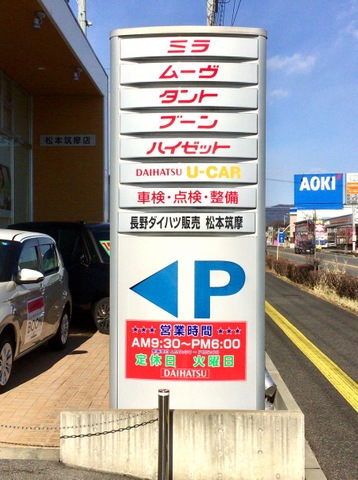 松本筑摩店
ミラ
ムーヴ
タント
ブーン
ハイゼット
DAIHATSU U-CAR
車検・点検・整備
長野ダイハツ販売 松本筑摩
P
★★★ 営業時間 ★★★
AM9:30～PM6:00
定休日 火曜日
DAIHATSU
AOKI